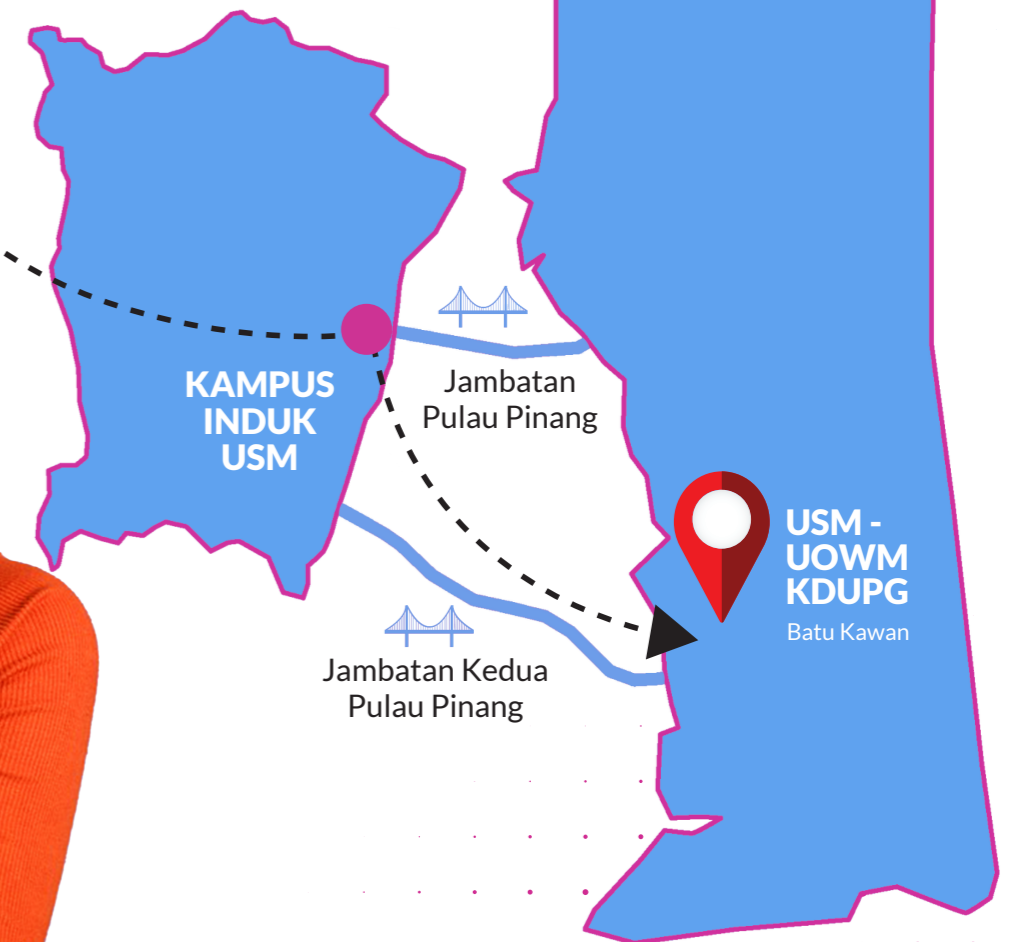 KAMPUS
INDUK
USM
Jambatan
Pulau Pinang
USM -
UOWM
KDUPG
Batu Kawan
Jambatan Kedua
Pulau Pinang